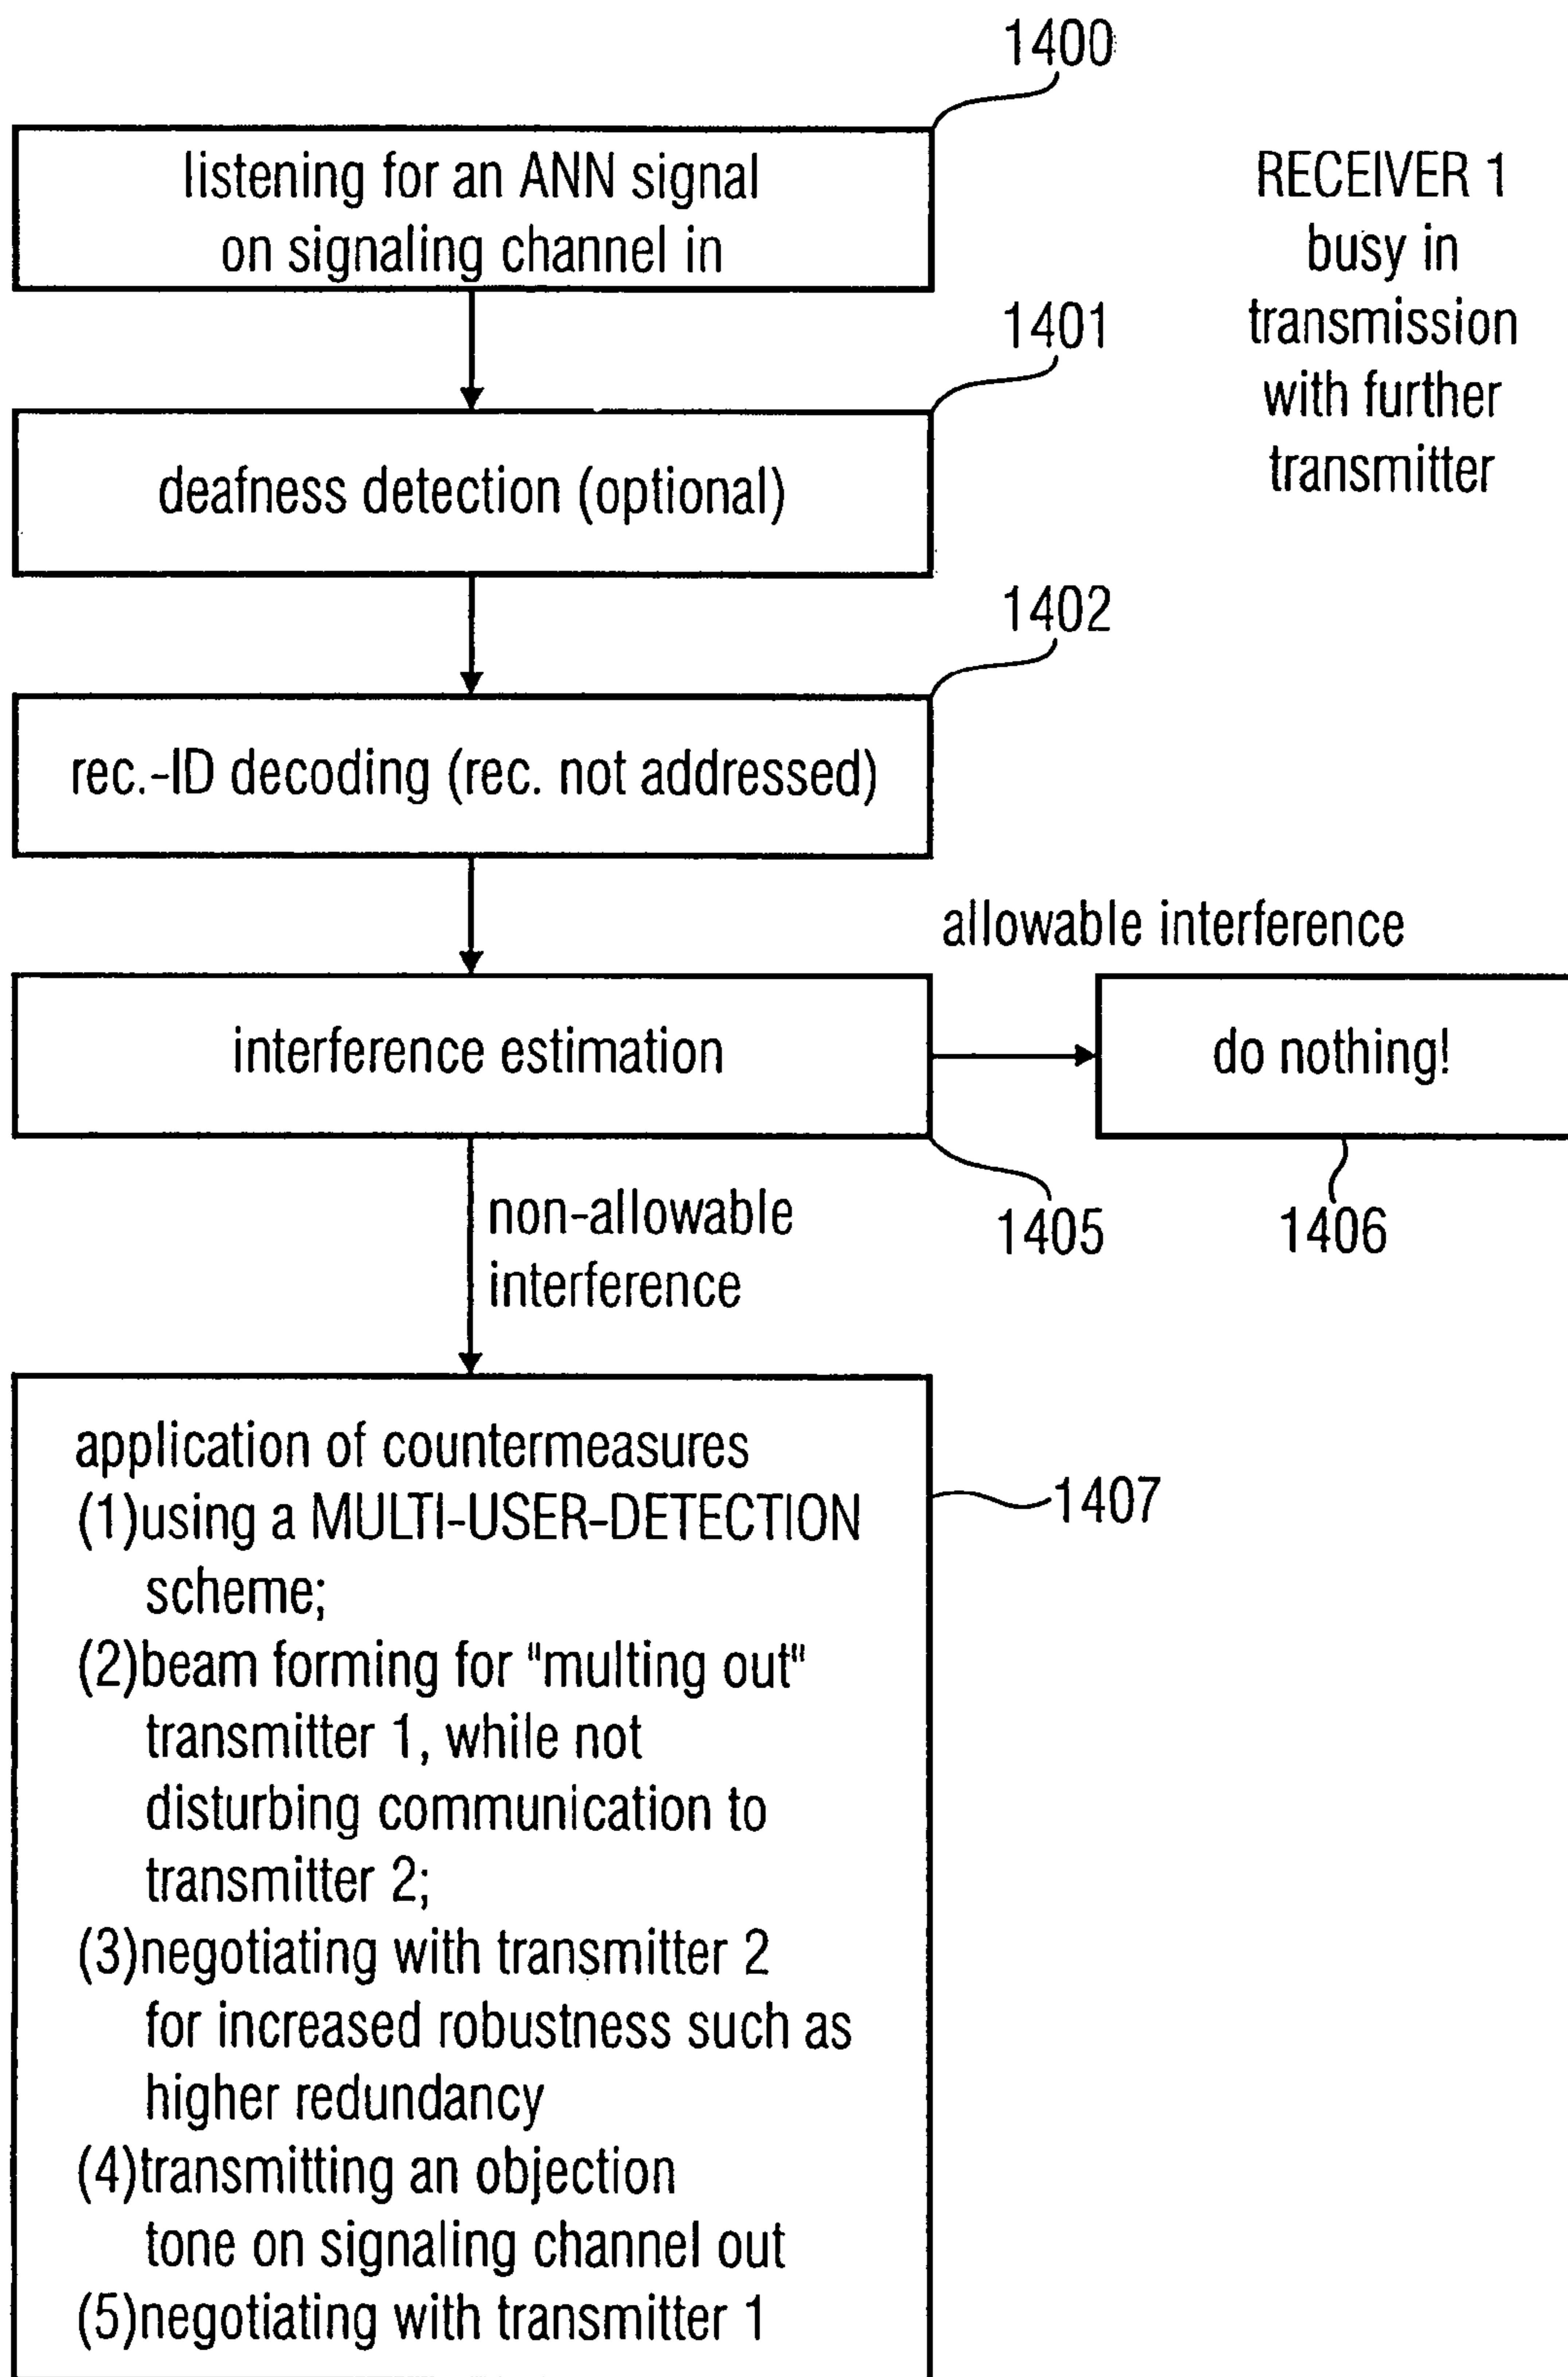 1400
listening for an ANN signal
on signaling channel in
RECEIVER 1
busy in
transmission
with further
transmitter
1401
deafness detection (optional)
1402
rec.-ID decoding (rec. not addressed)
allowable interference
interference estimation
do nothing!
1405
1406
non-allowable
interference
application of countermeasures
(1)using a MULTI-USER-DETECTION
scheme;
(2)beam forming for "multing out"
transmitter 1, while not
disturbing communication to
transmitter 2;
(3)negotiating with transmitter 2
for increased robustness such as
higher redundancy
(4)transmitting an objection
tone on signaling channel out
(5)negotiating with transmitter 1
1407